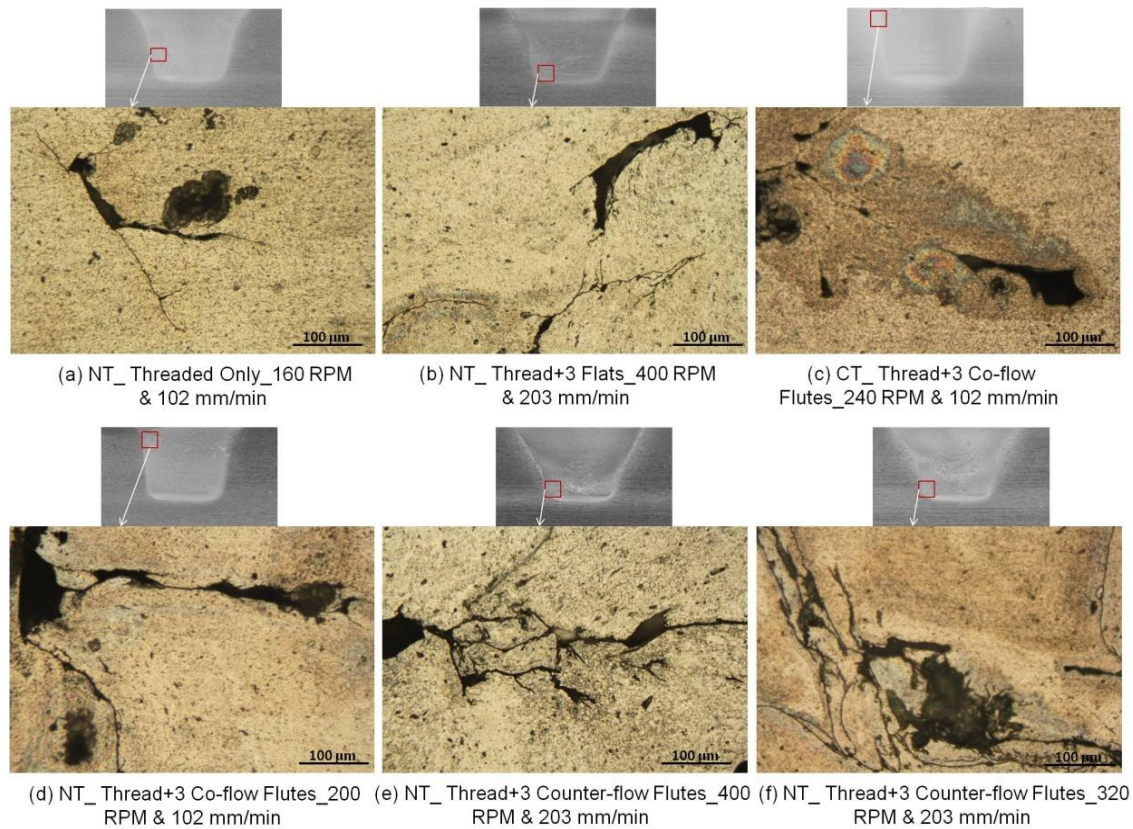 100 µm
100 µm
100 µm
(a) NT_ Threaded Only_160 RPM
& 102 mm/min
(b) NT_ Thread+3 Flats_400 RPM
& 203 mm/min
(c) CT_ Thread+3 Co-flow
Flutes_240 RPM & 102 mm/min
100 µm
100 µm
100 µm
(d) NT_ Thread+3 Co-flow Flutes_200
RPM & 102 mm/min
(e) NT_ Thread+3 Counter-flow Flutes_400
RPM & 203 mm/min
(f) NT_ Thread+3 Counter-flow Flutes_320
RPM & 203 mm/min